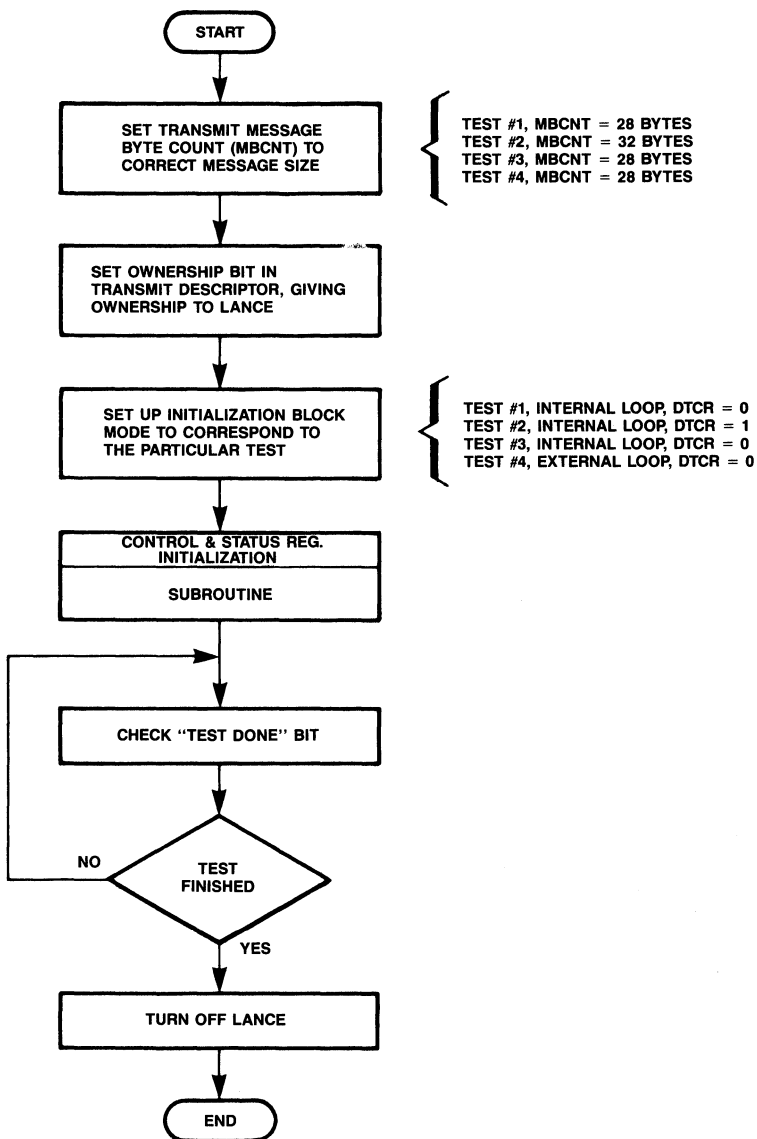 START
SET TRANSMIT MESSAGE
BYTE COUNT (MBCNT) TO
CORRECT MESSAGE SIZE
TEST #1, MBCNT = 28 BYTES
TEST #2, MBCNT = 32 BYTES
TEST #3, MBCNT = 28 BYTES
TEST #4, MBCNT = 28 BYTES
SET OWNERSHIP BIT IN
TRANSMIT DESCRIPTOR, GIVING
OWNERSHIP TO LANCE
SET UP INITIALIZATION BLOCK
MODE TO CORRESPOND TO
THE PARTICULAR TEST
TEST #1, INTERNAL LOOP, DTCR = 0
TEST #2, INTERNAL LOOP, DTCR = 1
TEST #3, INTERNAL LOOP, DTCR = 0
TEST #4, EXTERNAL LOOP, DTCR = 0
CONTROL & STATUS REG.
INITIALIZATION
SUBROUTINE
CHECK “TEST DONE” BIT
NO
TEST
FINISHED
YES
TURN OFF LANCE
END